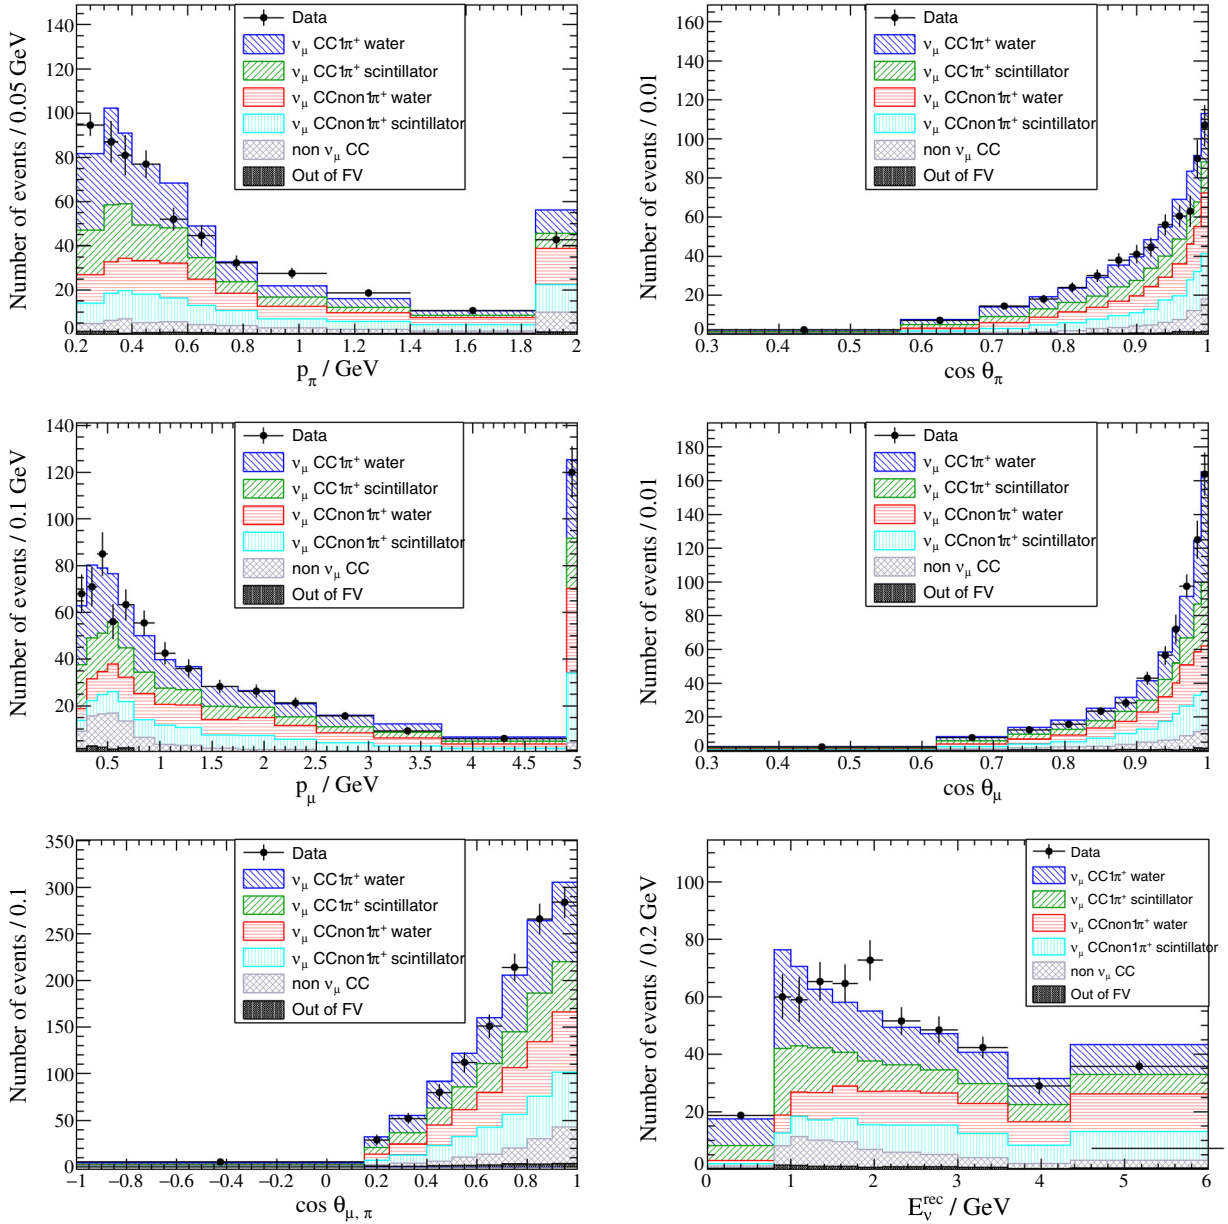 Number of events / 0.05 GeV
140
120
100
80
60
40
20
0
Data
νμ CC1π⁺ water
νμ CC1π⁺ scintillator
νμ CCnon1π⁺ water
νμ CCnon1π⁺ scintillator
non νμ CC
Out of FV
0.2 0.4 0.6 0.8 1 1.2 1.4 1.6 1.8 2
pπ / GeV
Number of events / 0.01
160
140
120
100
80
60
40
20
0
Data
νμ CC1π⁺ water
νμ CC1π⁺ scintillator
νμ CCnon1π⁺ water
νμ CCnon1π⁺ scintillator
non νμ CC
Out of FV
0.3 0.4 0.5 0.6 0.7 0.8 0.9 1
cos θπ
Number of events / 0.1 GeV
140
120
100
80
60
40
20
Data
νμ CC1π⁺ water
νμ CC1π⁺ scintillator
νμ CCnon1π⁺ water
νμ CCnon1π⁺ scintillator
non νμ CC
Out of FV
0.5 1 1.5 2 2.5 3 3.5 4 4.5 5
pμ / GeV
Number of events / 0.01
180
160
140
120
100
80
60
40
20
0
Data
νμ CC1π⁺ water
νμ CC1π⁺ scintillator
νμ CCnon1π⁺ water
νμ CCnon1π⁺ scintillator
non νμ CC
Out of FV
0.3 0.4 0.5 0.6 0.7 0.8 0.9 1
cos θμ
Number of events / 0.1
350
300
250
200
150
100
50
0
Data
νμ CC1π⁺ water
νμ CC1π⁺ scintillator
νμ CCnon1π⁺ water
νμ CCnon1π⁺ scintillator
non νμ CC
Out of FV
−1 −0.8 −0.6 −0.4 −0.2 0 0.2 0.4 0.6 0.8 1
cos θμ, π
Number of events / 0.2 GeV
100
80
60
40
20
0
Data
νμ CC1π⁺ water
νμ CC1π⁺ scintillator
νμ CCnon1π⁺ water
νμ CCnon1π⁺ scintillator
non νμ CC
Out of FV
0 1 2 3 4 5 6
Eνrec / GeV